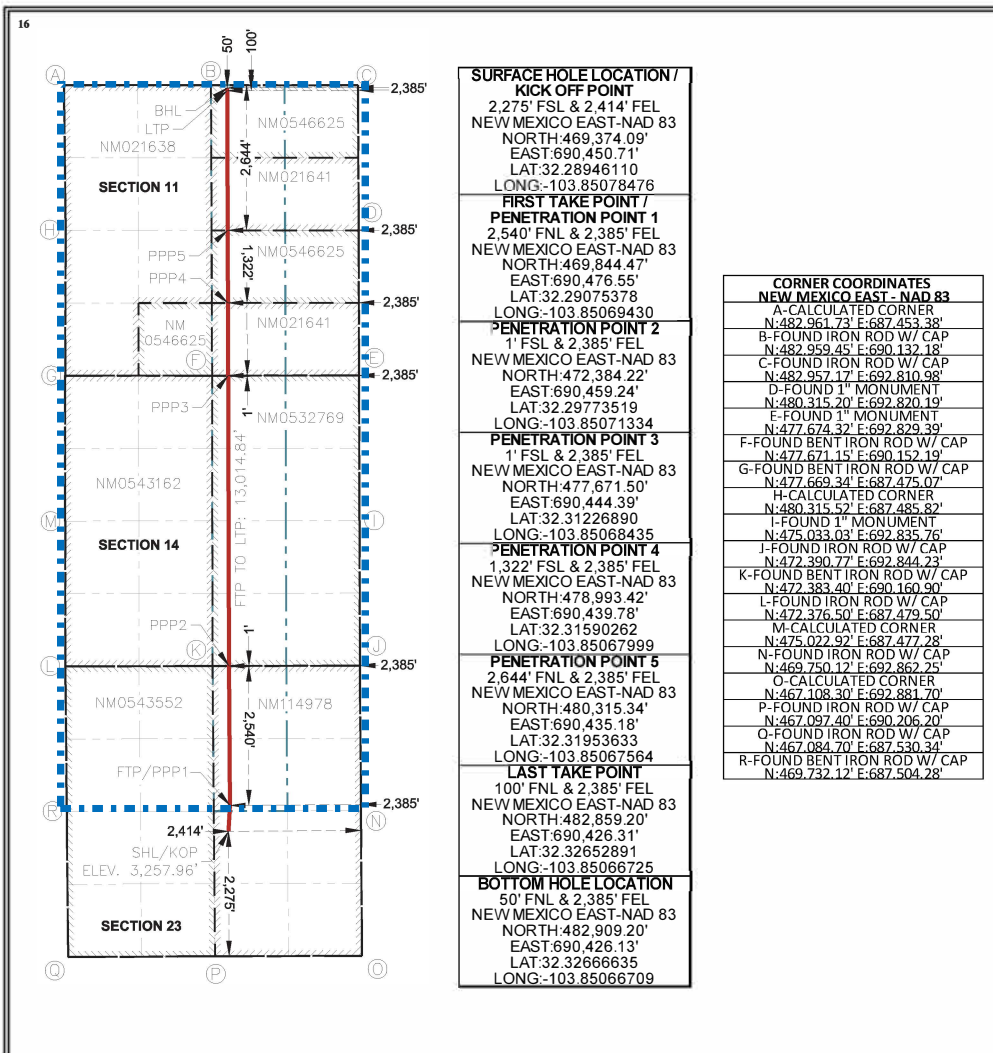 16
50'
100'
A
B
C
2,385'
BHL
LTP
NM0546625
NM021638
2,644'
NM021641
SECTION 11
D
H
2,385'
NM0546625
PPP5
1,322'
PPP4
2,385'
NM
0546625
NM021641
F
E
G
2,385'
PPP3
1'
NM0532769
FTP TO LTP: 13,014.84'
NM0543162
M
I
SECTION 14
PPP2
1'
K
J
L
2,385'
NM0543552
NM114978
2,540'
FTP/PPP1
2,385'
R
N
2,414'
SHL/KOP
ELEV. 3,257.96'
2,275'
SECTION 23
Q
P
O
SURFACE HOLE LOCATION /
KICK OFF POINT
2,275' FSL & 2,414' FEL
NEW MEXICO EAST-NAD 83
NORTH:469,374.09'
EAST:690,450.71'
LAT:32.28946110
LONG:-103.85078476
FIRST TAKE POINT /
PENETRATION POINT 1
2,540' FNL & 2,385' FEL
NEW MEXICO EAST-NAD 83
NORTH:469,844.47'
EAST:690,476.55'
LAT:32.29075378
LONG:-103.85069430
PENETRATION POINT 2
1' FSL & 2,385' FEL
NEW MEXICO EAST-NAD 83
NORTH:472,384.22'
EAST:690,459.24'
LAT:32.29773519
LONG:-103.85071334
PENETRATION POINT 3
1' FSL & 2,385' FEL
NEW MEXICO EAST-NAD 83
NORTH:477,671.50'
EAST:690,444.39'
LAT:32.31226890
LONG:-103.85068435
PENETRATION POINT 4
1,322' FSL & 2,385' FEL
NEW MEXICO EAST-NAD 83
NORTH:478,993.42'
EAST:690,439.78'
LAT:32.31590262
LONG:-103.85067999
PENETRATION POINT 5
2,644' FNL & 2,385' FEL
NEW MEXICO EAST-NAD 83
NORTH:480,315.34'
EAST:690,435.18'
LAT:32.31953633
LONG:-103.85067564
LAST TAKE POINT
100' FNL & 2,385' FEL
NEW MEXICO EAST-NAD 83
NORTH:482,859.20'
EAST:690,426.31'
LAT:32.32652891
LONG:-103.85066725
BOTTOM HOLE LOCATION
50' FNL & 2,385' FEL
NEW MEXICO EAST-NAD 83
NORTH:482,909.20'
EAST:690,426.13'
LAT:32.32666635
LONG:-103.85066709
CORNER COORDINATES
NEW MEXICO EAST - NAD 83
A-CALCULATED CORNER
N:482,961.73' E:687,453.38'
B-FOUND IRON ROD W/ CAP
N:482,959.45' E:690,132.18'
C-FOUND IRON ROD W/ CAP
N:482,957.17' E:692,810.98'
D-FOUND 1" MONUMENT
N:480,315.20' E:692,820.19'
E-FOUND 1" MONUMENT
N:477,674.32' E:692,829.39'
F-FOUND BENT IRON ROD W/ CAP
N:477,671.15' E:690,152.19'
G-FOUND BENT IRON ROD W/ CAP
N:477,669.34' E:687,475.07'
H-CALCULATED CORNER
N:480,315.52' E:687,485.82'
I-FOUND 1" MONUMENT
N:475,033.03' E:692,835.76'
J-FOUND IRON ROD W/ CAP
N:472,390.77' E:692,844.23'
K-FOUND BENT IRON ROD W/ CAP
N:472,383.40' E:690,160.90'
L-FOUND IRON ROD W/ CAP
N:472,376.50' E:687,479.50'
M-CALCULATED CORNER
N:475,022.92' E:687,477.28'
N-FOUND IRON ROD W/ CAP
N:469,750.12' E:692,862.25'
O-CALCULATED CORNER
N:467,108.30' E:692,881.70'
P-FOUND IRON ROD W/ CAP
N:467,097.40' E:690,206.20'
Q-FOUND IRON ROD W/ CAP
N:467,084.70' E:687,530.34'
R-FOUND BENT IRON ROD W/ CAP
N:469,732.12' E:687,504.28'